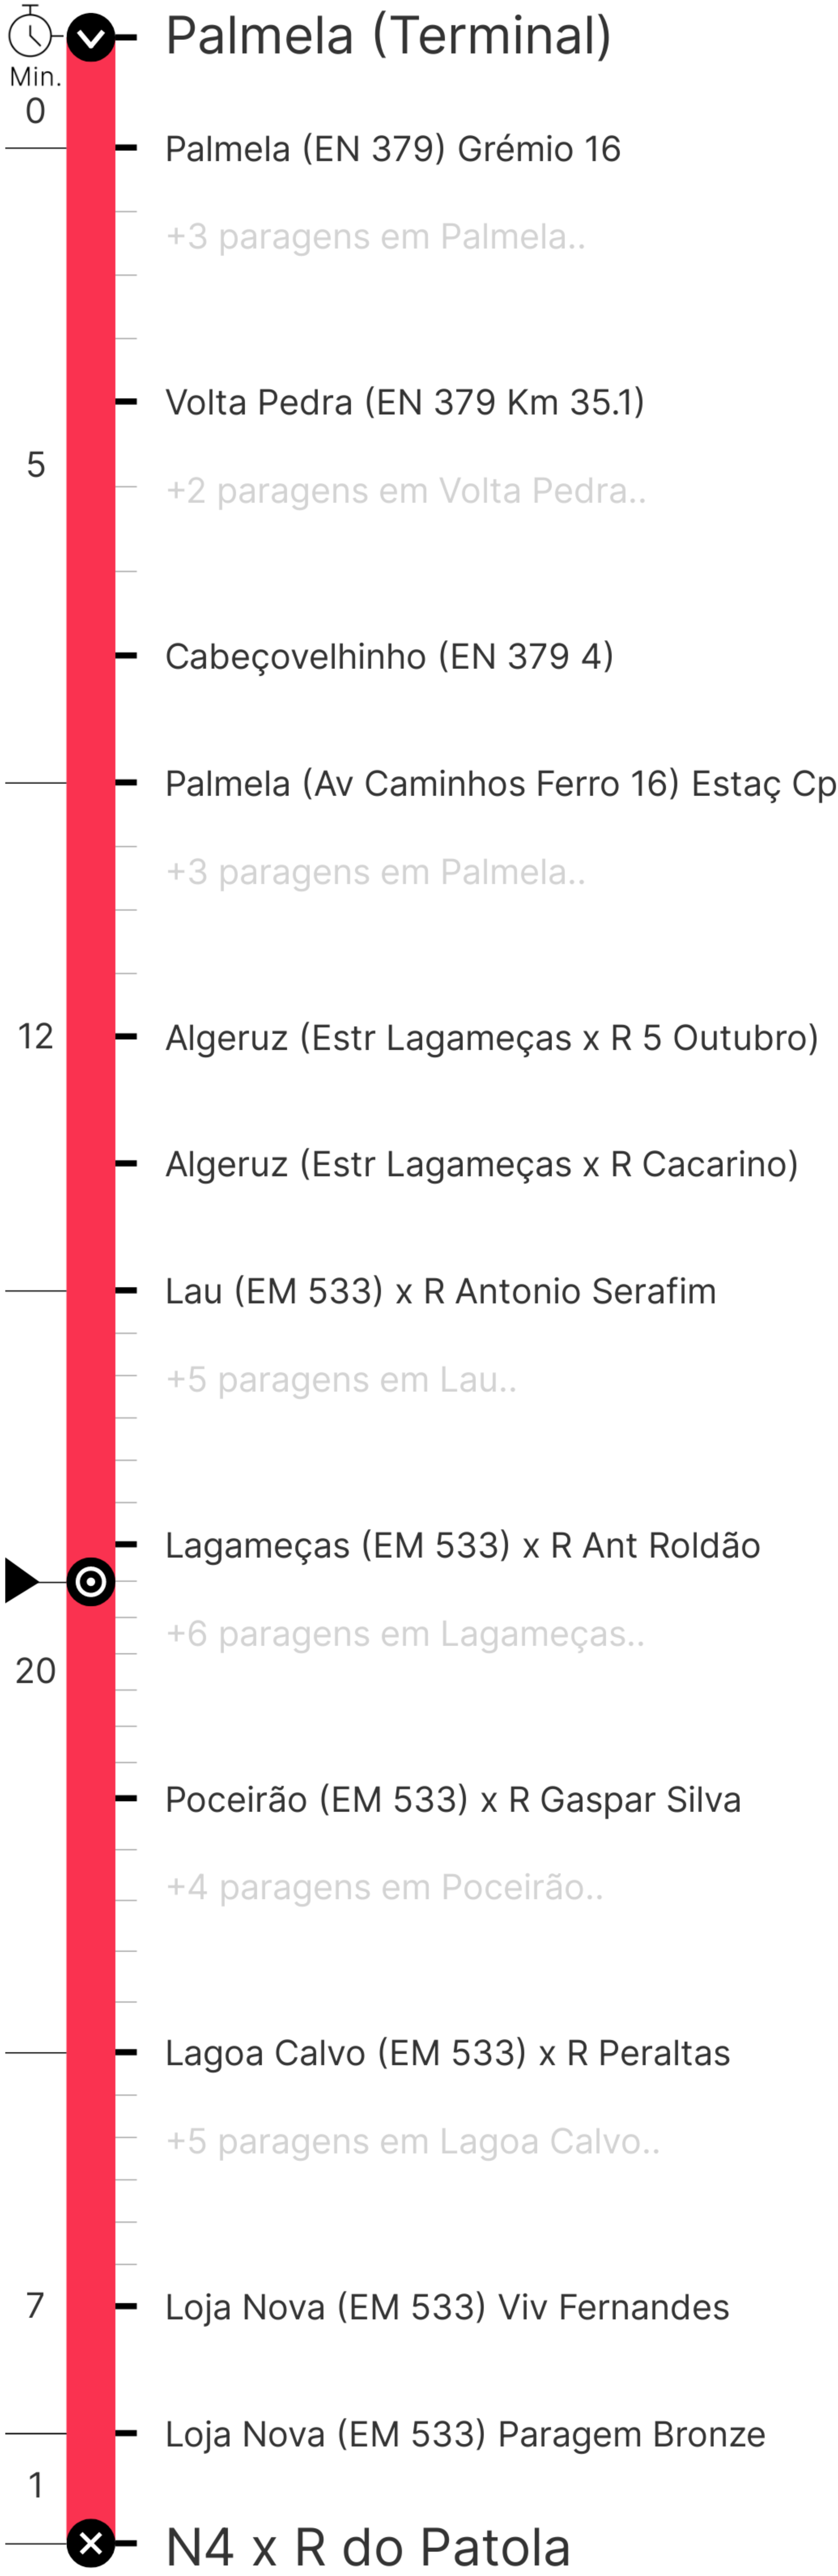 Palmela (Terminal)
Min.
0
Palmela (EN 379) Grémio 16
+3 paragens em Palmela..
Volta Pedra (EN 379 Km 35.1)
5
+2 paragens em Volta Pedra..
Cabeçovelhinho (EN 379 4)
Palmela (Av Caminhos Ferro 16) Estaç Cp
+3 paragens em Palmela..
12
Algeruz (Estr Lagameças x R 5 Outubro)
Algeruz (Estr Lagameças x R Cacarino)
Lau (EM 533) x R Antonio Serafim
+5 paragens em Lau..
Lagameças (EM 533) x R Ant Roldão
+6 paragens em Lagameças..
20
Poceirão (EM 533) x R Gaspar Silva
+4 paragens em Poceirão..
Lagoa Calvo (EM 533) x R Peraltas
+5 paragens em Lagoa Calvo..
7
Loja Nova (EM 533) Viv Fernandes
Loja Nova (EM 533) Paragem Bronze
1
N4 x R do Patola